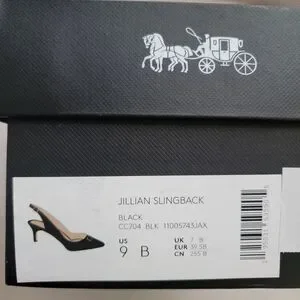 JILLIAN SLINGBACK
BLACK
CC704 BLK 11005743JAX
US 9 B
UK 7 B
EUR 39.5B
CN 255 B